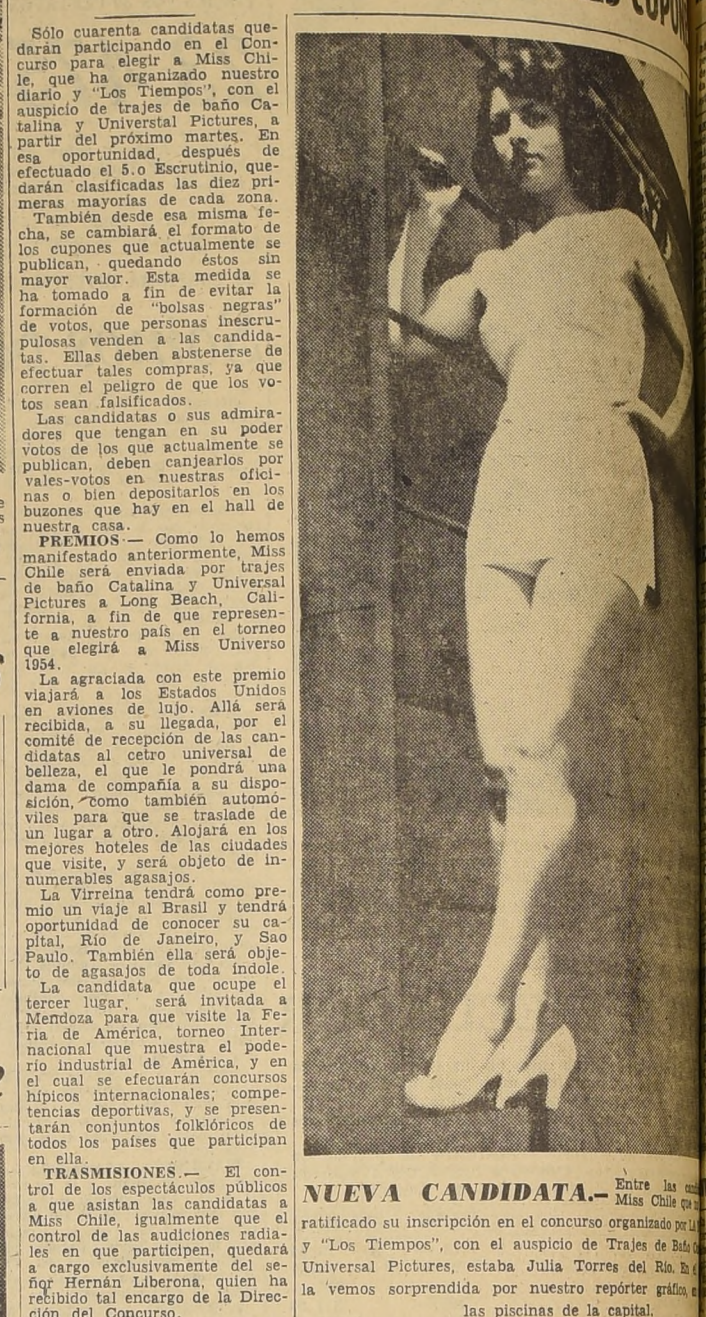 CUPON
Sólo cuarenta candidatas que-
darán participando en el Con-
curso para elegir a Miss Chi-
le, que ha organizado nuestro
diario y "Los Tiempos", con el
auspicio de trajes de baño Ca-
talina y Universtal Pictures, a
partir del próximo martes. En
esa oportunidad, después de
efectuado el 5.o Escrutinio, que-
darán clasificadas las diez pri-
meras mayorías de cada zona.
También desde esa misma fe-
cha, se cambiará el formato de
los cupones que actualmente se
publican, quedando éstos sin
mayor valor. Esta medida se
ha tomado a fin de evitar la
formación de "bolsas negras"
de votos, que personas inescru-
pulosas venden a las candida-
tas. Ellas deben abstenerse de
efectuar tales compras, ya que
corren el peligro de que los vo-
tos sean falsificados.
Las candidatas o sus admira-
dores que tengan en su poder
votos de los que actualmente se
publican, deben canjearlos por
vales-votos en nuestras ofici-
nas o bien depositarlos en los
buzones que hay en el hall de
nuestra casa.
PREMIOS.— Como lo hemos
manifestado anteriormente, Miss
Chile será enviada por trajes
de baño Catalina y Universal
Pictures a Long Beach, Cali-
fornia, a fin de que represen-
te a nuestro país en el torneo
que elegirá a Miss Universo
1954.
La agraciada con este premio
viajará a los Estados Unidos
en aviones de lujo. Allá será
recibida, a su llegada, por el
comité de recepción de las can-
didatas al cetro universal de
belleza, el que le pondrá una
dama de compañía a su dispo-
sición, como también automó-
viles para que se traslade de
un lugar a otro. Alojará en los
mejores hoteles de las ciudades
que visite, y será objeto de in-
numerables agasajos.
La Virreina tendrá como pre-
mio un viaje al Brasil y tendrá
oportunidad de conocer su ca-
pital, Río de Janeiro, y Sao
Paulo. También ella será obje-
to de agasajos de toda índole.
La candidata que ocupe el
tercer lugar, será invitada a
Mendoza para que visite la Fe-
ria de América, torneo Inter-
nacional que muestra el pode-
río industrial de América, y en
el cual se efecuarán concursos
hípicos internacionales; compe-
tencias deportivas, y se presen-
tarán conjuntos folklóricos de
todos los países que participan
en ella.
TRASMISIONES.— El con-
trol de los espectáculos públicos
a que asistan las candidatas a
Miss Chile, igualmente que el
control de las audiciones radia-
les en que participen, quedará
a cargo exclusivamente del se-
ñor Hernán Liberona, quien ha
recibido tal encargo de la Direc-
ción del Concurso.
NUEVA CANDIDATA.— Entre las
Miss Chile que
ratificado su inscripción en el concurso organizado por
y "Los Tiempos", con el auspicio de Trajes de Baño
Universal Pictures, estaba Julia Torres del Río. En
la vemos sorprendida por nuestro repórter gráfico,
las piscinas de la capital.